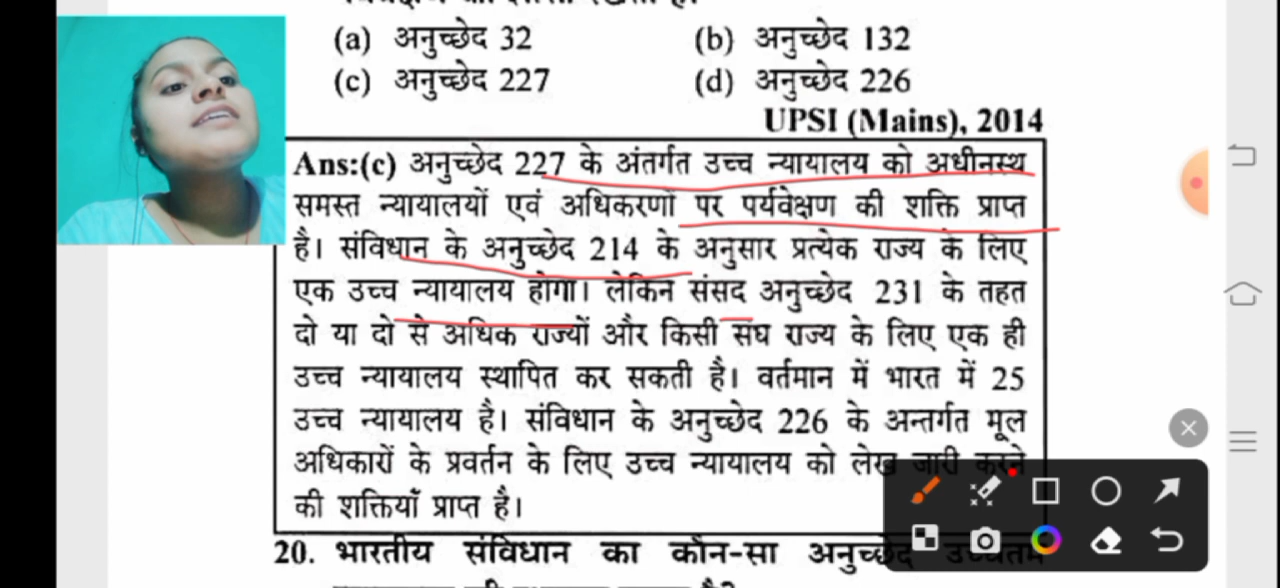 (a) अनुच्छेद 32 (b) अनुच्छेद 132
(c) अनुच्छेद 227 (d) अनुच्छेद 226
UPSI (Mains), 2014
Ans:(c) अनुच्छेद 227 के अंतर्गत उच्च न्यायालय को अधीनस्थ
समस्त न्यायालयों एवं अधिकरणों पर पर्यवेक्षण की शक्ति प्राप्त
है। संविधान के अनुच्छेद 214 के अनुसार प्रत्येक राज्य के लिए
एक उच्च न्यायालय होगा। लेकिन संसद अनुच्छेद 231 के तहत
दो या दो से अधिक राज्यों और किसी संघ राज्य के लिए एक ही
उच्च न्यायालय स्थापित कर सकती है। वर्तमान में भारत में 25
उच्च न्यायालय है। संविधान के अनुच्छेद 226 के अन्तर्गत मूल
अधिकारों के प्रवर्तन के लिए उच्च न्यायालय को लेख जारी करने
की शक्तियाँ प्राप्त है।
20. भारतीय संविधान का कौन-सा अनुच्छेद उच्चतम